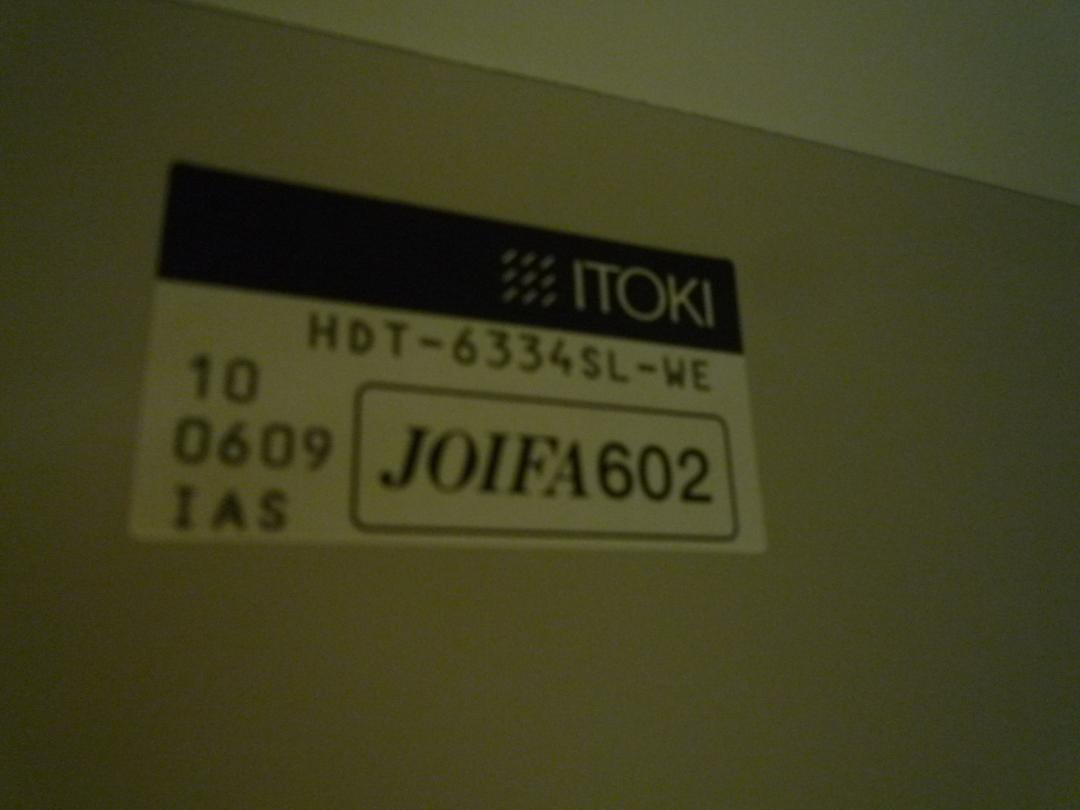 ITOKI
HDT-6334SL-WE
10
0609
IAS
JOIFA602